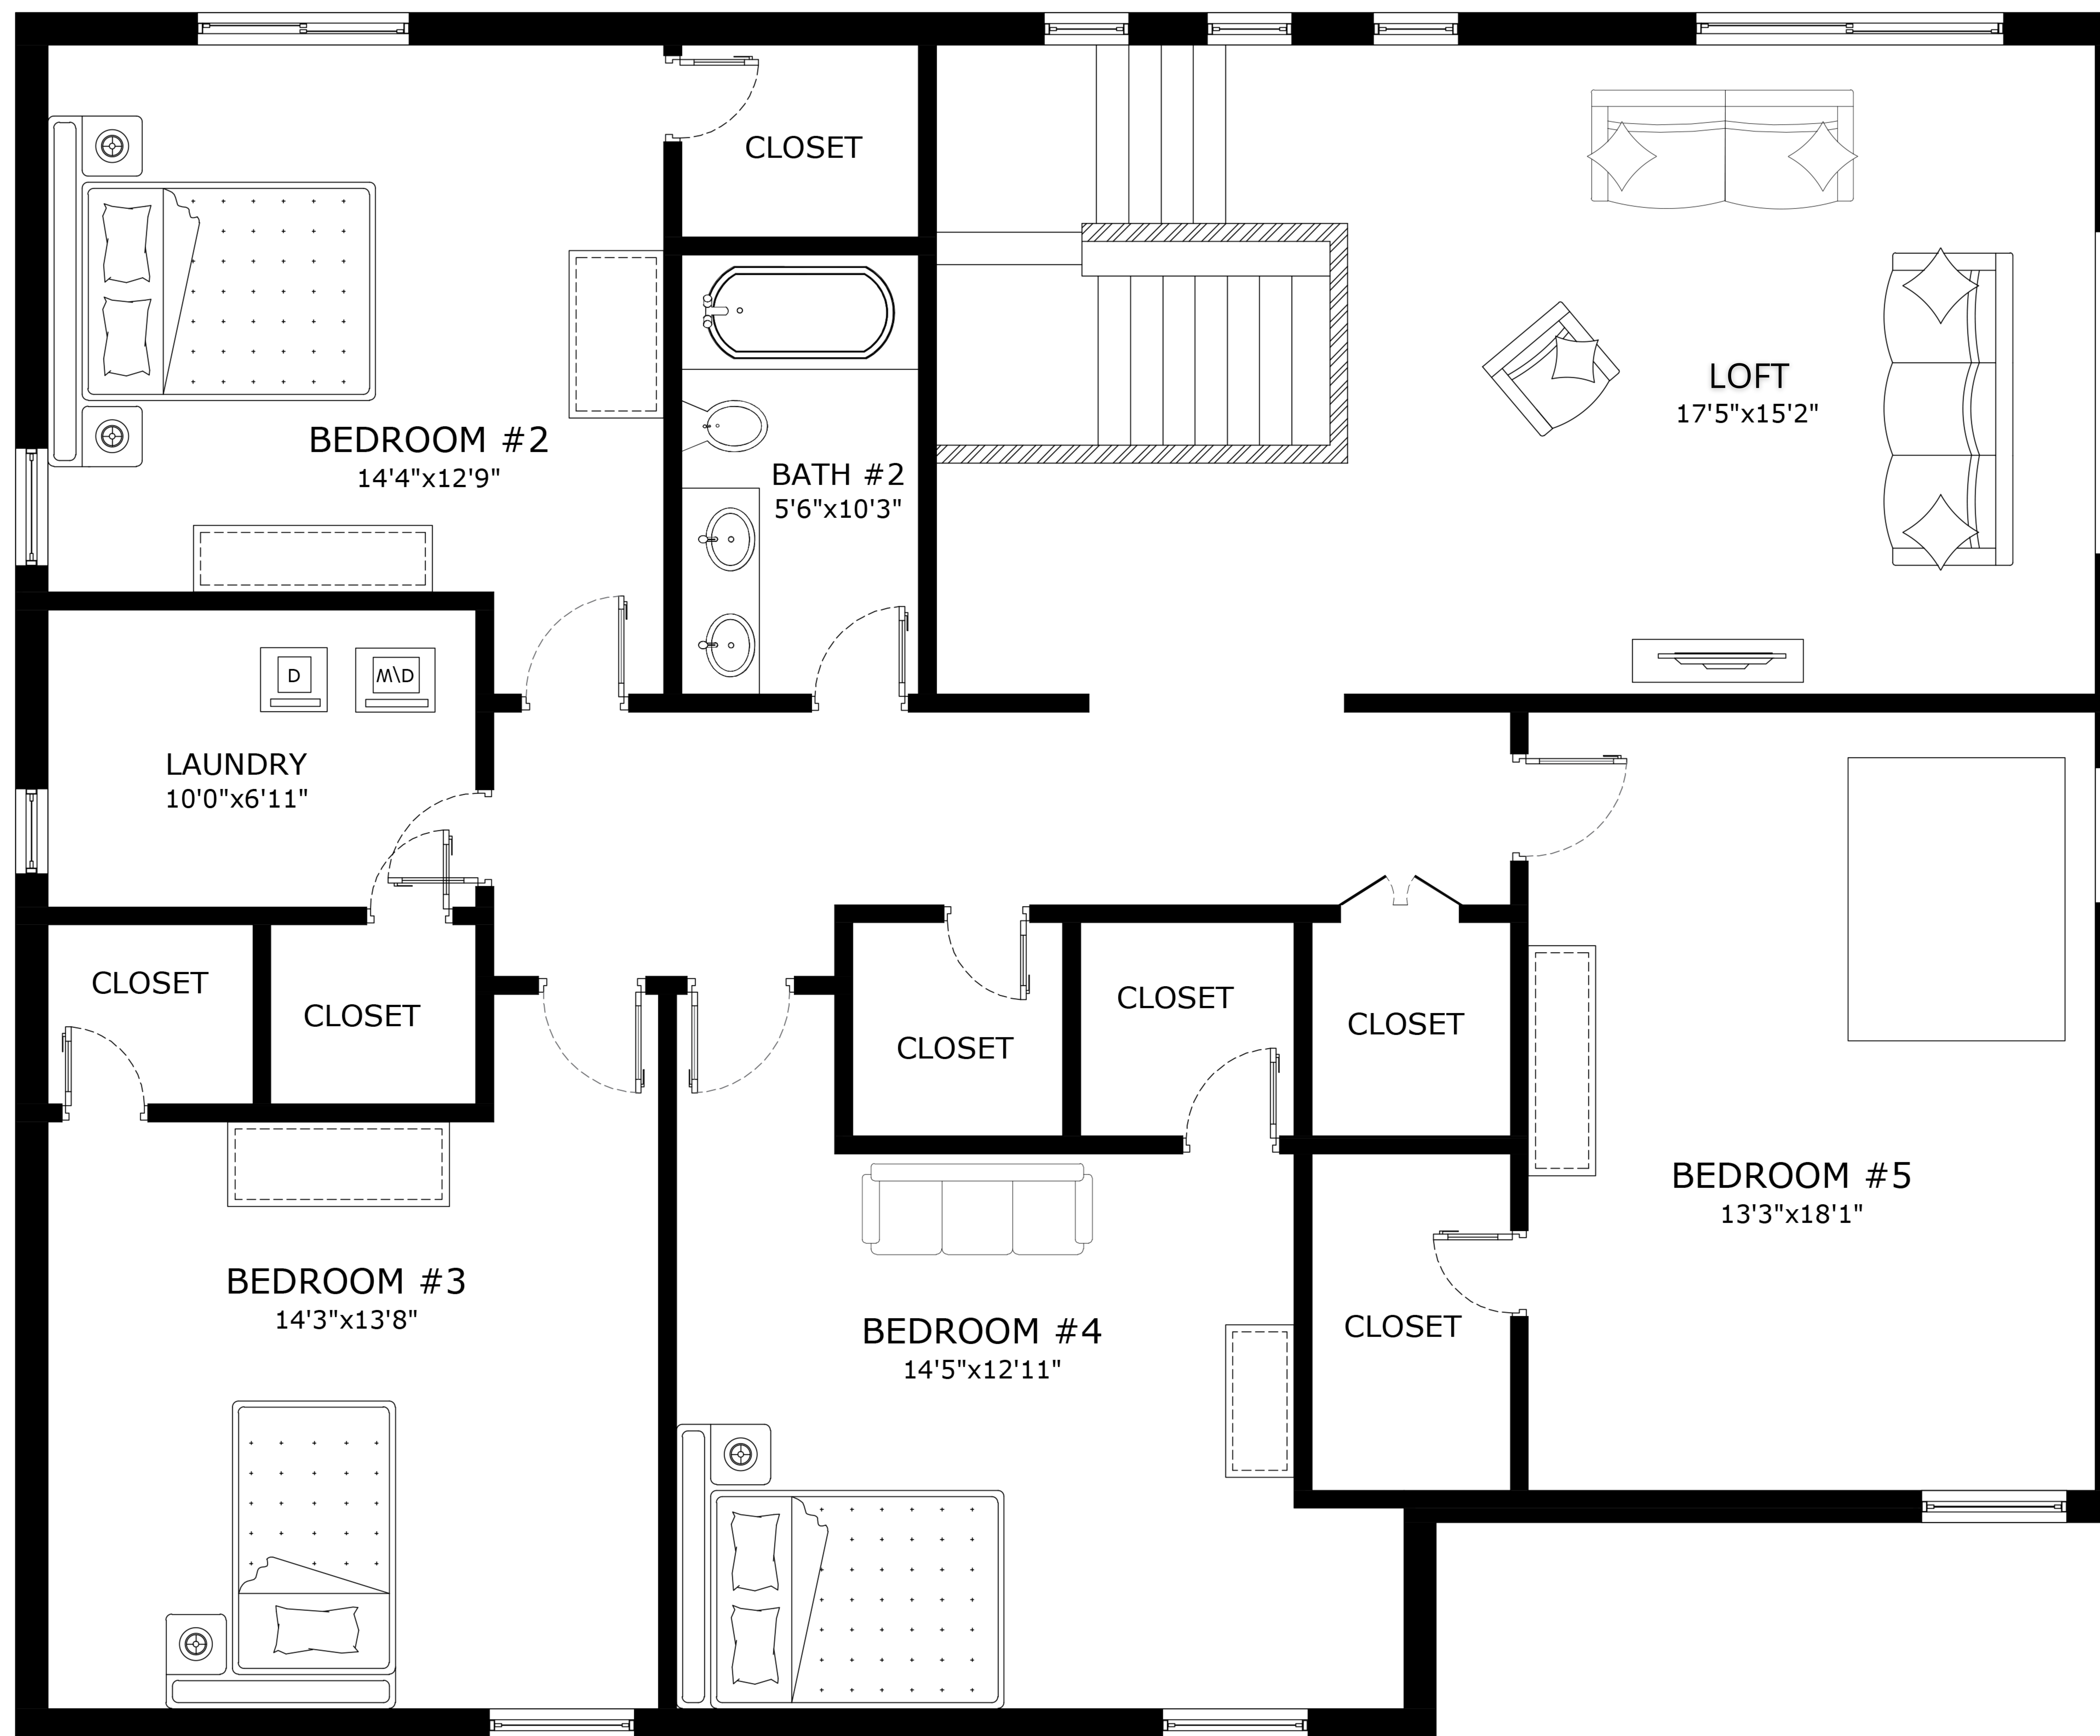 CLOSET
BEDROOM #2
14'4"x12'9"
BATH #2
5'6"x10'3"
LOFT
17'5"x15'2"
D
M\D
LAUNDRY
10'0"x6'11"
CLOSET
CLOSET
CLOSET
CLOSET
CLOSET
BEDROOM #5
13'3"x18'1"
BEDROOM #3
14'3"x13'8"
BEDROOM #4
14'5"x12'11"
CLOSET